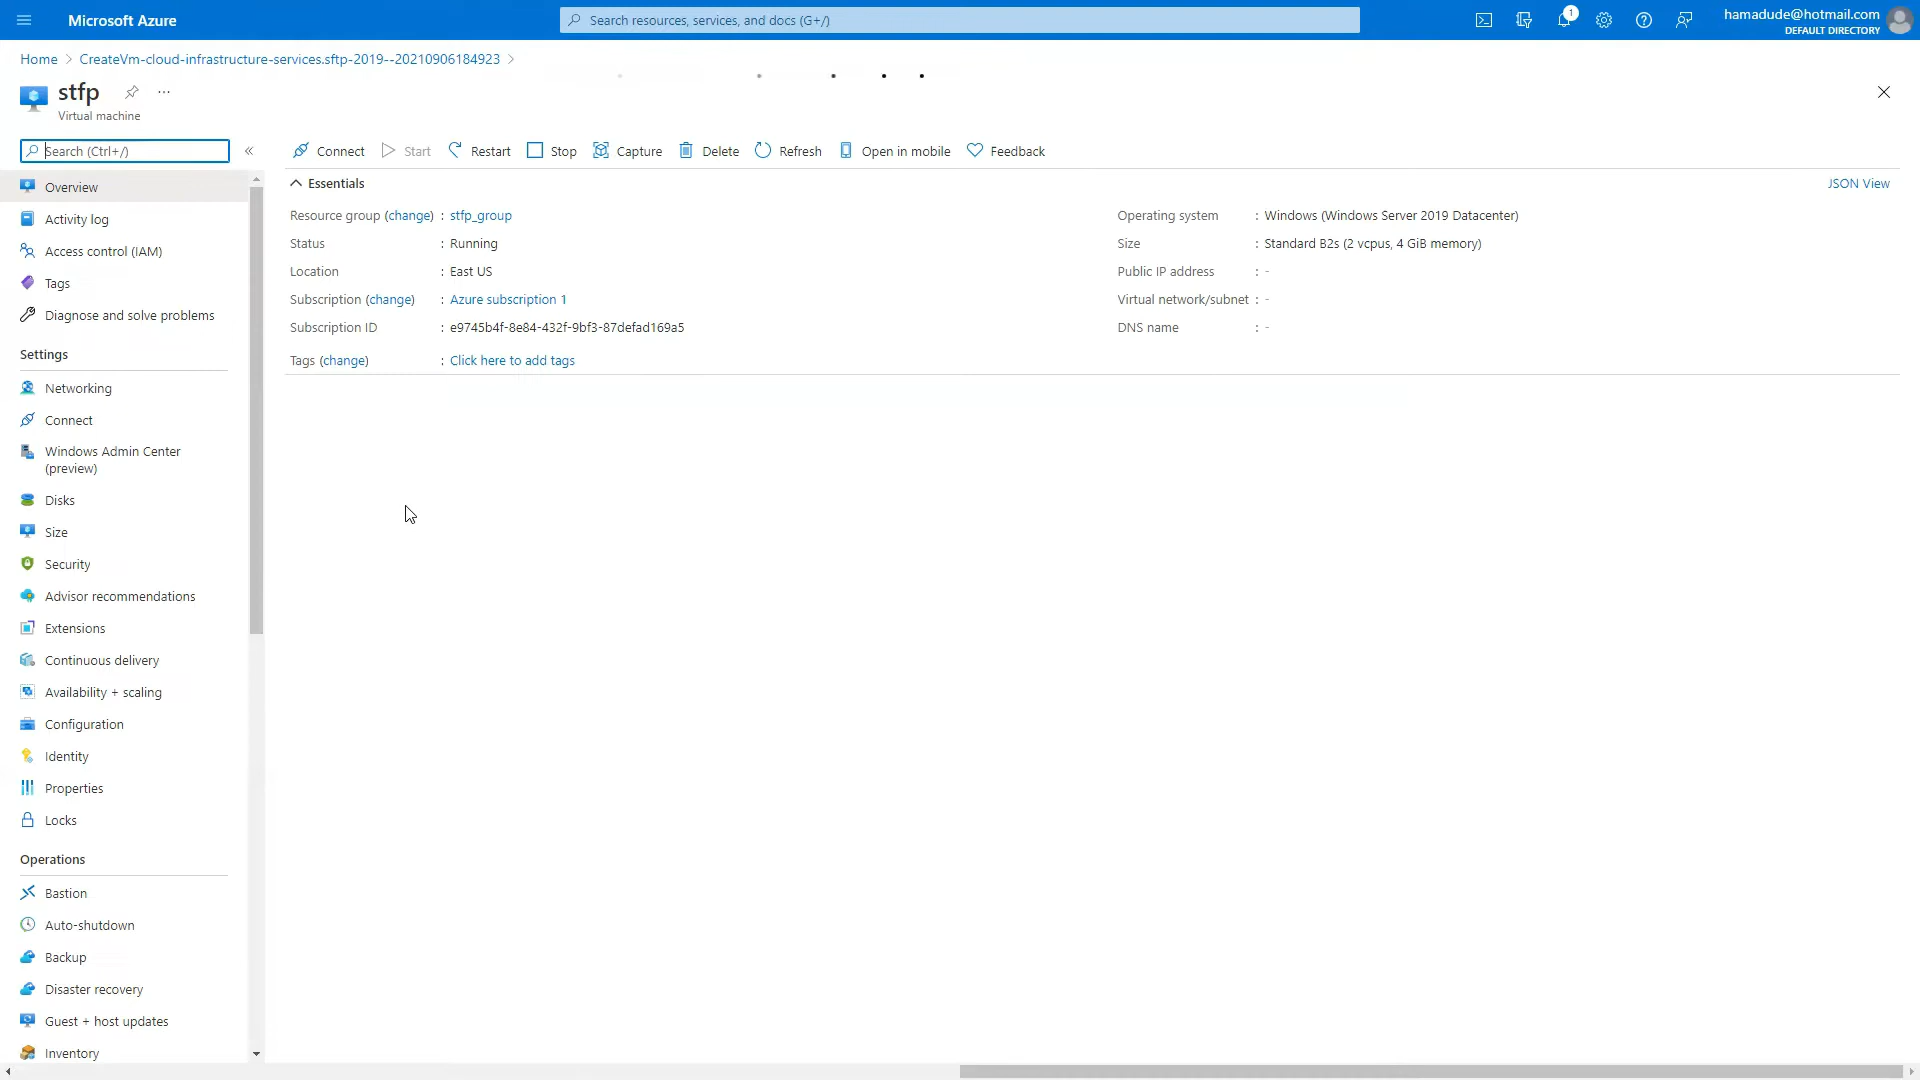 Microsoft Azure
Search resources, services, and docs (G+/)
1
hamadude@hotmail.com
DEFAULT DIRECTORY
Home > CreateVm-cloud-infrastructure-services.sftp-2019--20210906184923 >
stfp
...
Virtual machine
Search (Ctrl+/)
«
Connect Start Restart Stop Capture Delete Refresh Open in mobile Feedback
Overview
Activity log
Access control (IAM)
Tags
Diagnose and solve problems
Settings
Networking
Connect
Windows Admin Center
(preview)
Disks
Size
Security
Advisor recommendations
Extensions
Continuous delivery
Availability + scaling
Configuration
Identity
Properties
Locks
Operations
Bastion
Auto-shutdown
Backup
Disaster recovery
Guest + host updates
Inventory
Essentials
JSON View
Resource group (change) : stfp_group
Status : Running
Location : East US
Subscription (change) : Azure subscription 1
Subscription ID : e9745b4f-8e84-432f-9bf3-87defad169a5
Tags (change) : Click here to add tags
Operating system : Windows (Windows Server 2019 Datacenter)
Size : Standard B2s (2 vcpus, 4 GiB memory)
Public IP address : -
Virtual network/subnet : -
DNS name : -